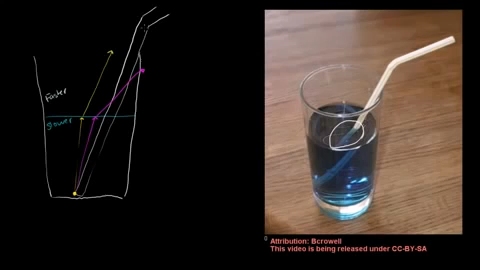 Faster
Slower
Attribution: Bcrowell
This video is being released under CC-BY-SA